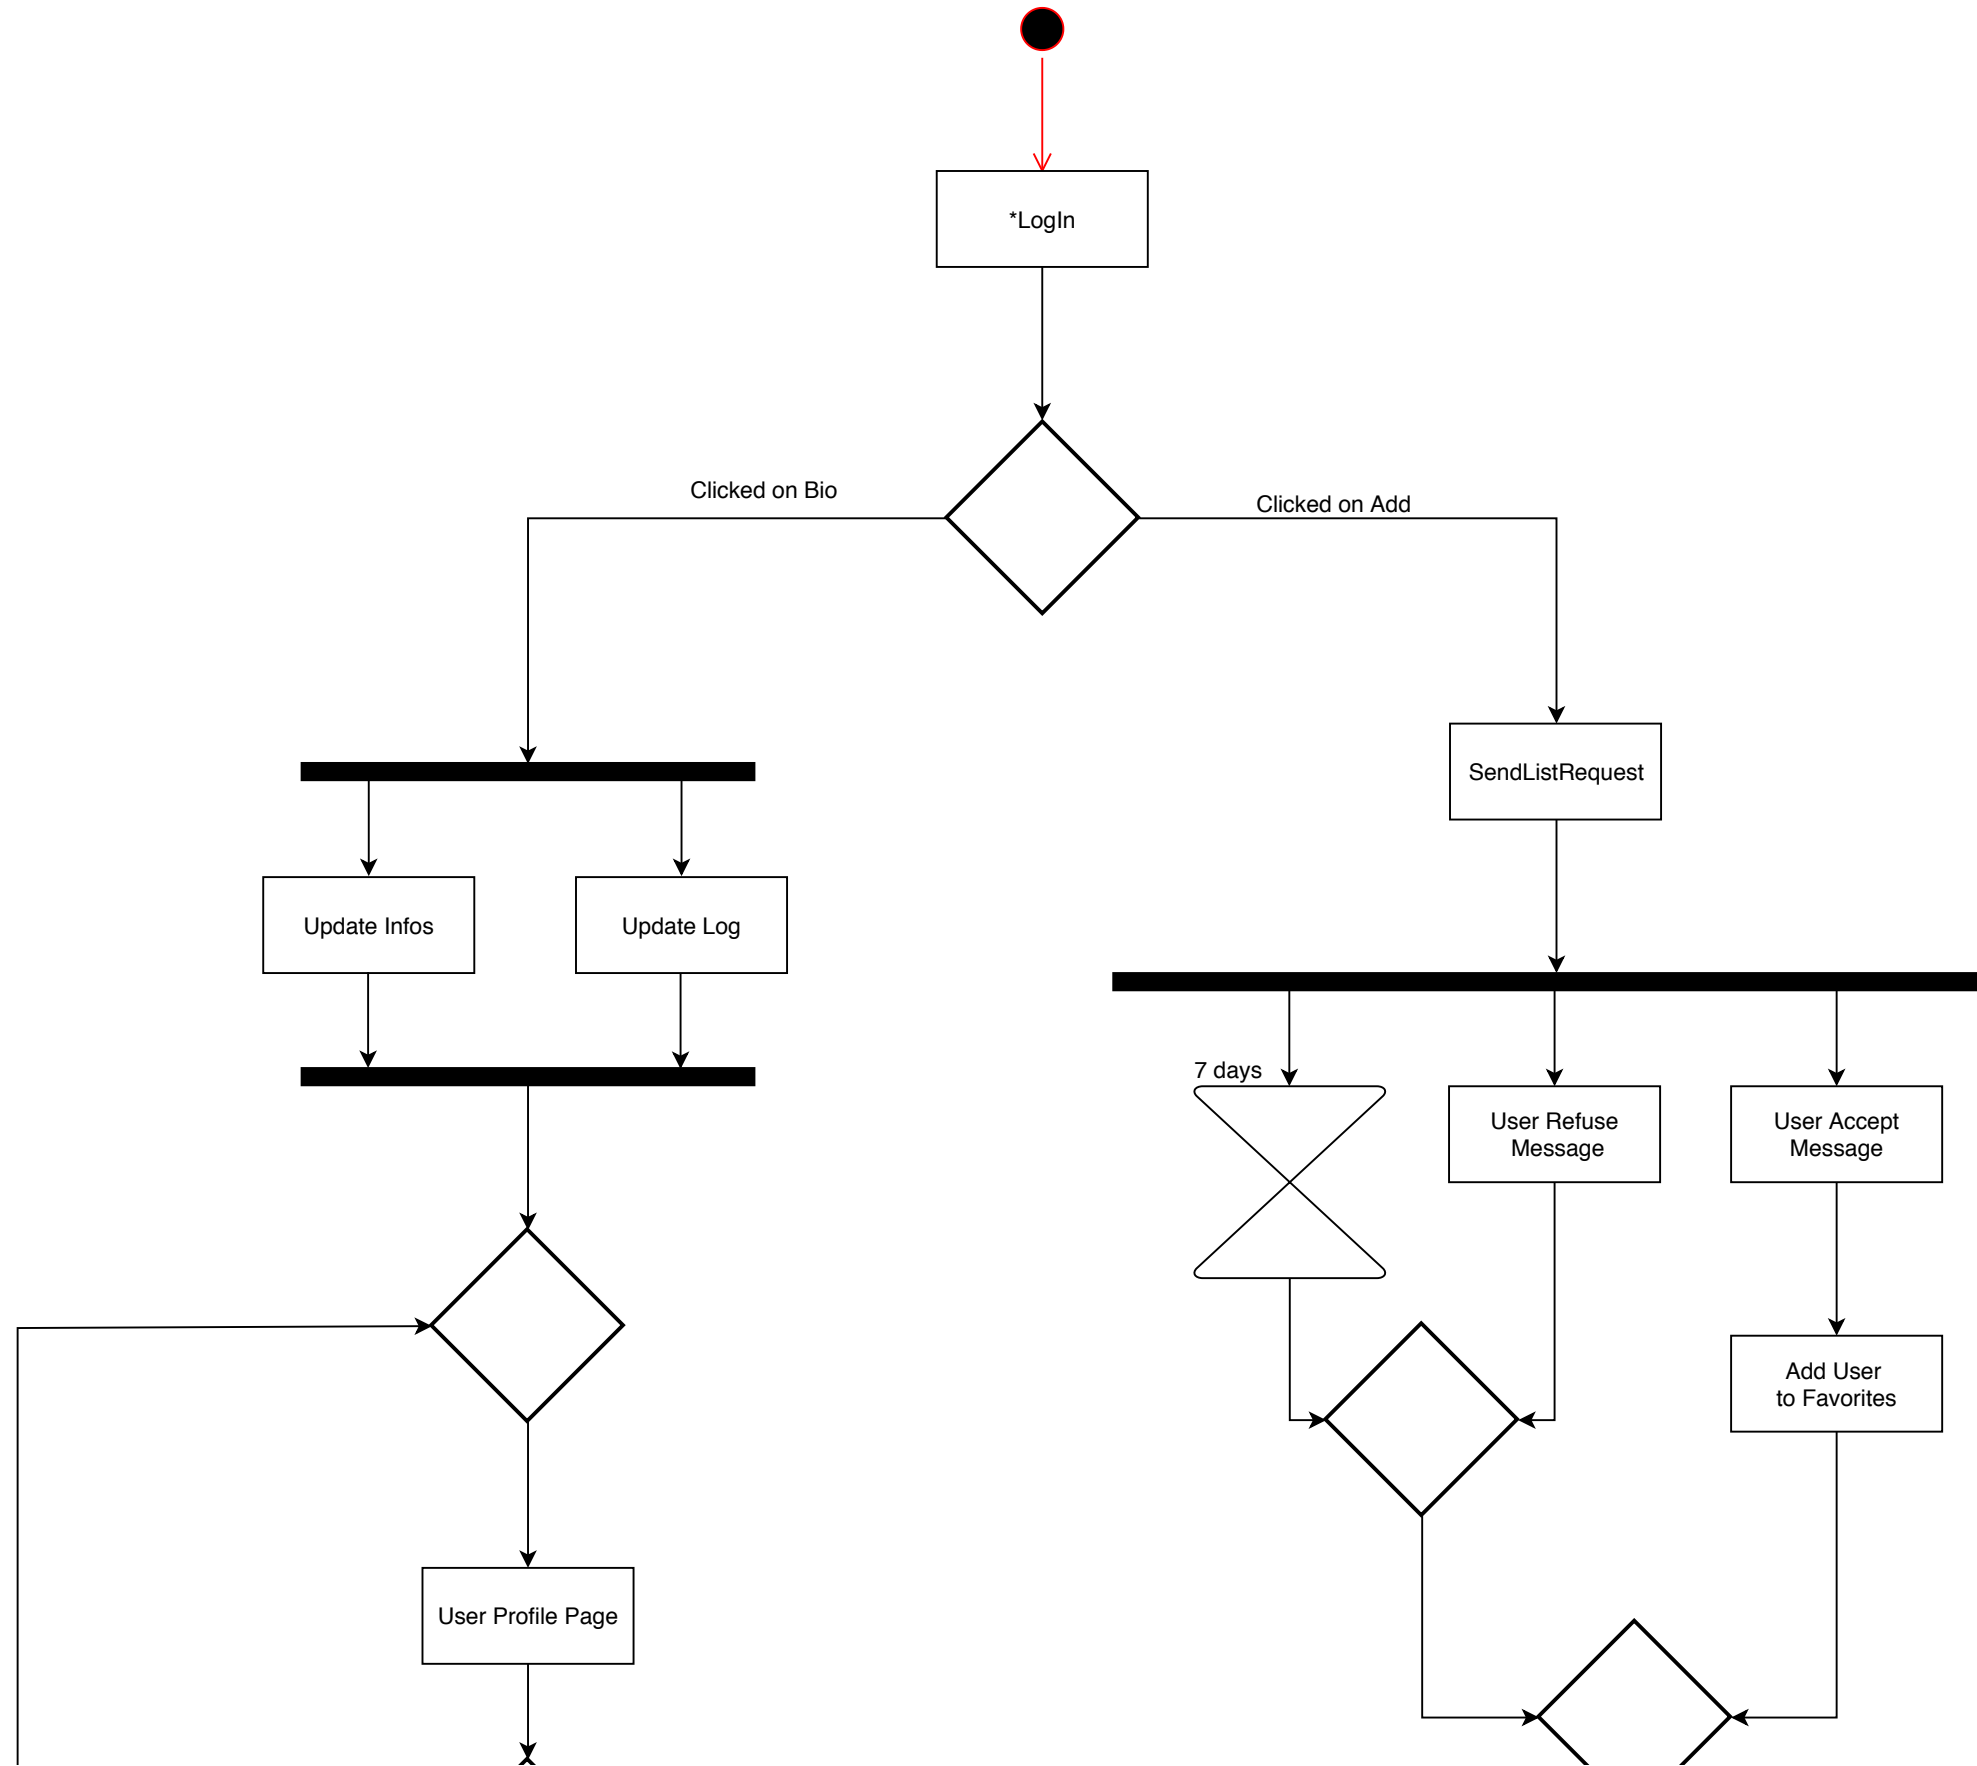 *LogIn
Clicked on Bio
Clicked on Add
SendListRequest
Update Infos
Update Log
7 days
User Refuse
Message
User Accept
Message
Add User
to Favorites
User Profile Page